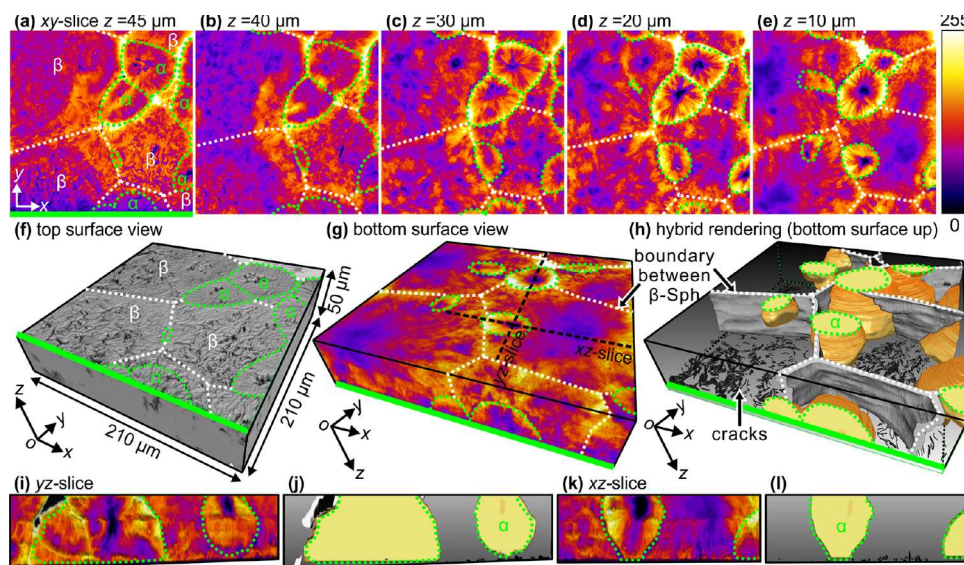 (a) xy-slice z =45 μm
(b) z =40 μm
(c) z =30 μm
(d) z =20 μm
(e) z =10 μm
255
β
β
α
α
α
β
α
β
α
β
y
x
0
(f) top surface view
(g) bottom surface view
(h) hybrid rendering (bottom surface up)
β
α
α
α
β
β
50 μm
210 μm
210 μm
z
y
o
x
boundary
between
β-Sph
yz-slice
xz-slice
y
o
x
z
α
cracks
y
o
x
z
(i) yz-slice
(j)
(k) xz-slice
(l)
α
α